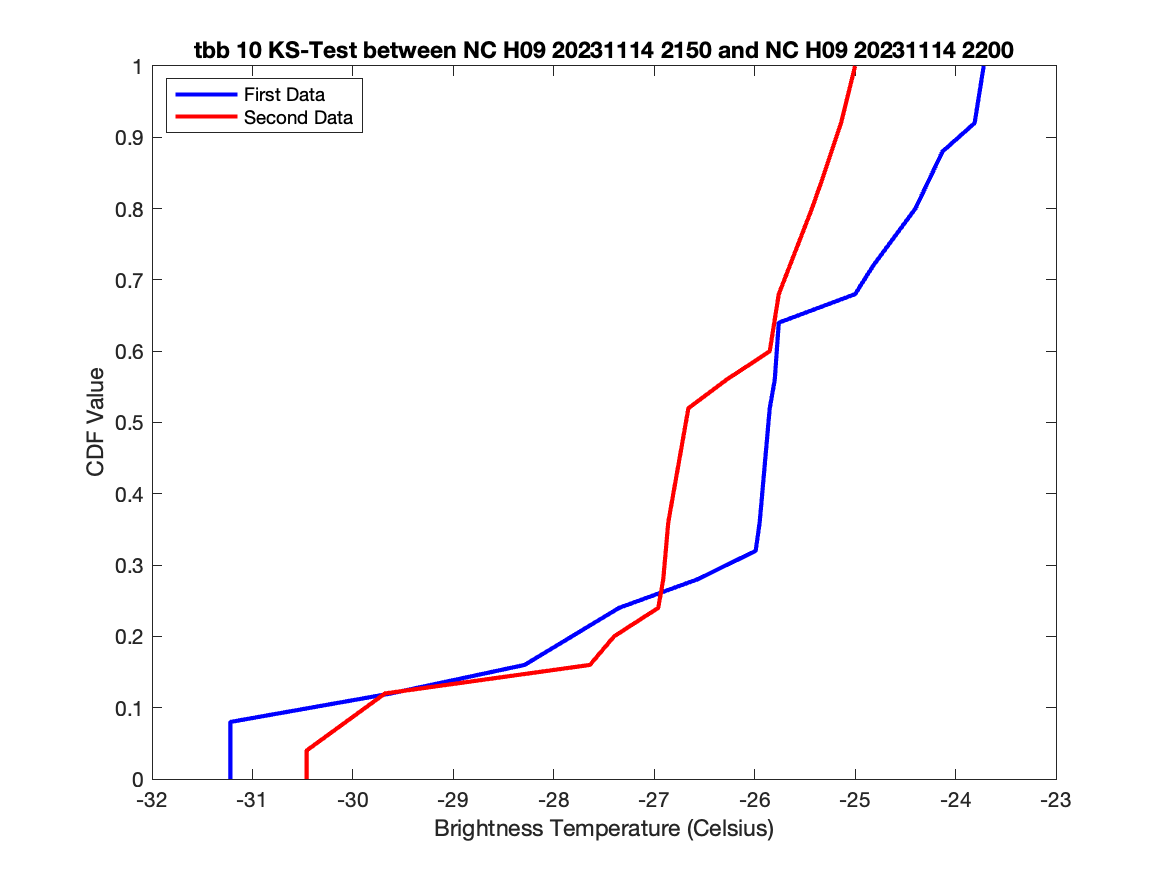 tbb 10 KS-Test between NC H09 20231114 2150 and NC H09 20231114 2200
First Data
Second Data
1
0.9
0.8
0.7
0.6
0.5
0.4
0.3
0.2
0.1
0
CDF Value
-32 -31 -30 -29 -28 -27 -26 -25 -24 -23
Brightness Temperature (Celsius)